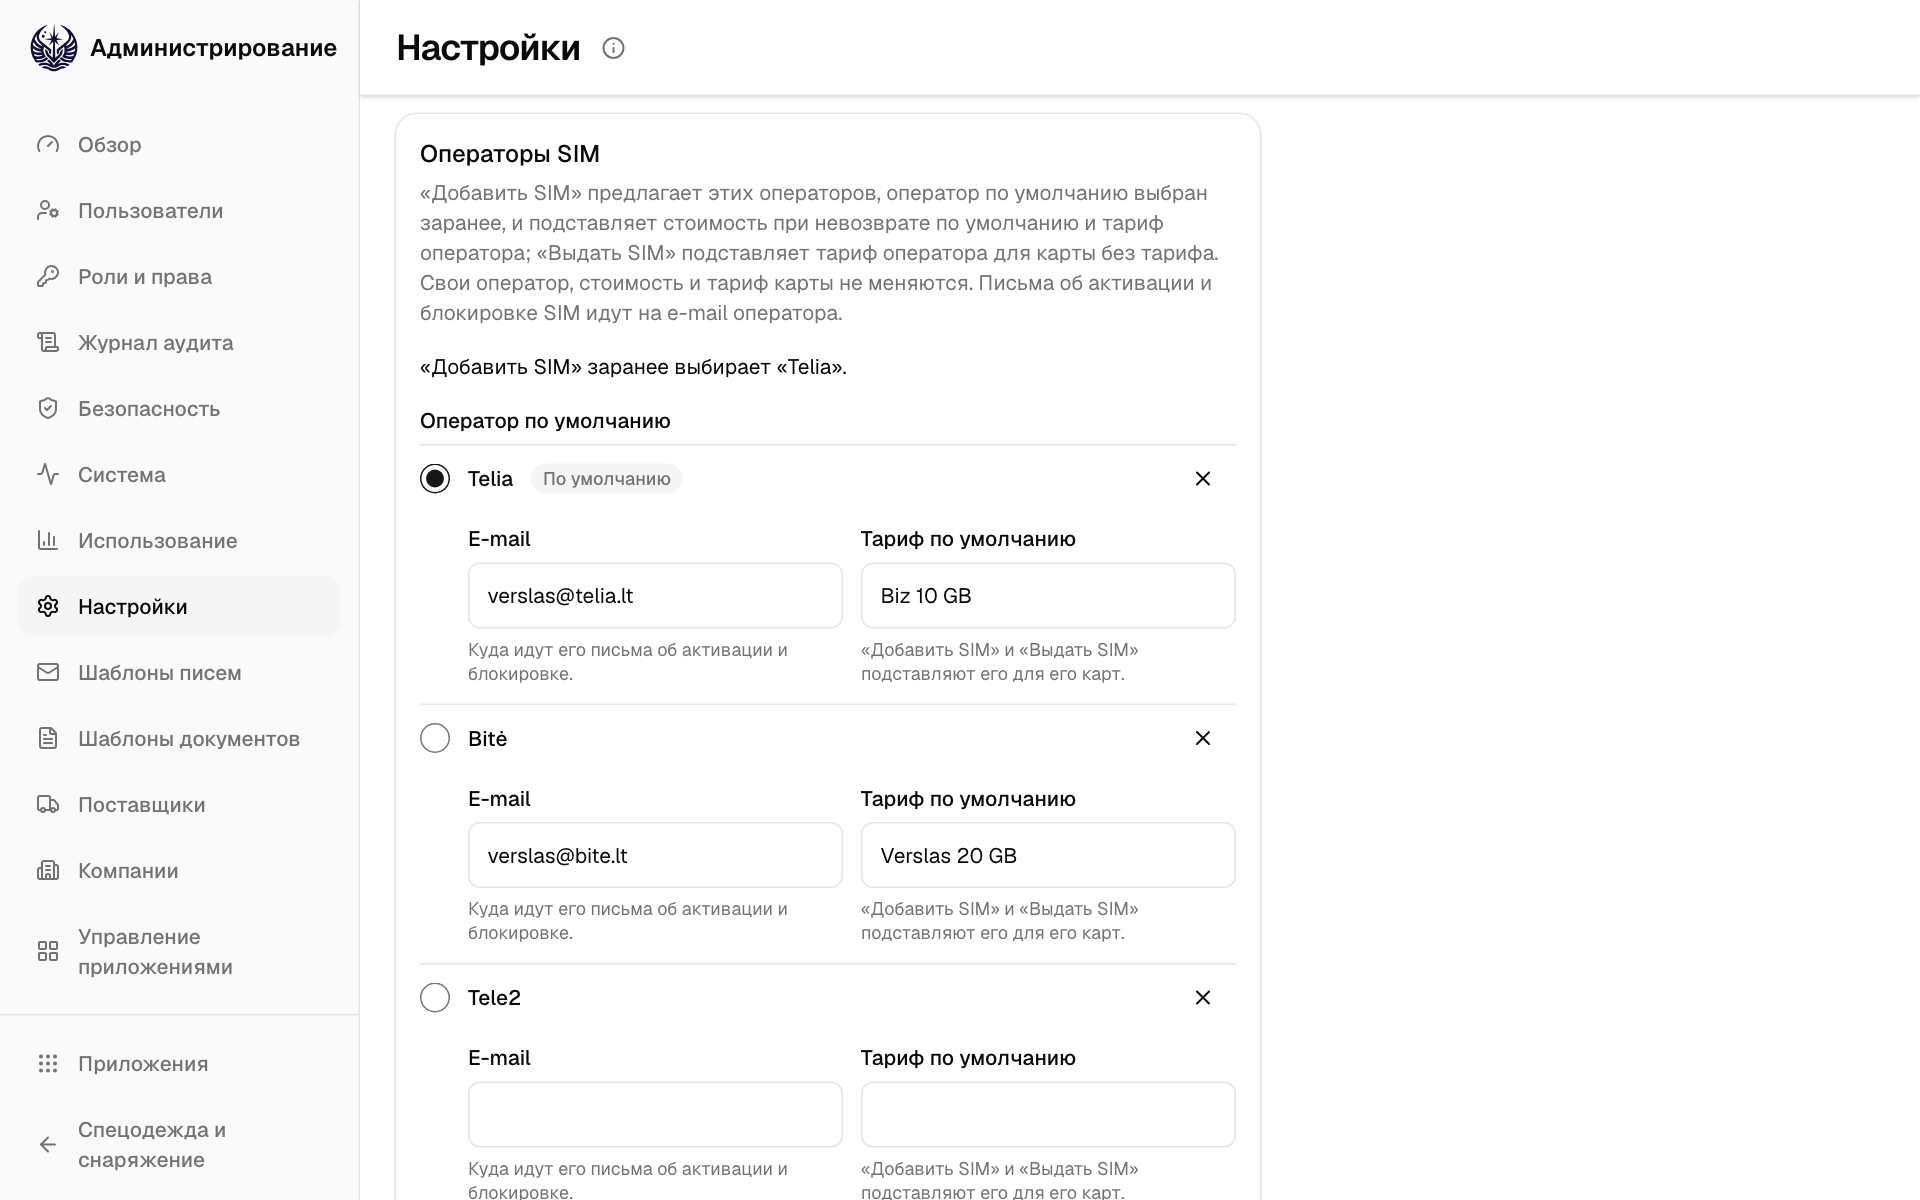 Администрирование
Обзор
Пользователи
Роли и права
Журнал аудита
Безопасность
Система
Использование
Настройки
Шаблоны писем
Шаблоны документов
Поставщики
Компании
Управление
приложениями
Приложения
Спецодежда и
снаряжение
Настройки
Операторы SIM
«Добавить SIM» предлагает этих операторов, оператор по умолчанию выбран
заранее, и подставляет стоимость при невозврате по умолчанию и тариф
оператора; «Выдать SIM» подставляет тариф оператора для карты без тарифа.
Свои оператор, стоимость и тариф карты не меняются. Письма об активации и
блокировке SIM идут на e-mail оператора.
«Добавить SIM» заранее выбирает «Telia».
Оператор по умолчанию
Telia По умолчанию
E-mail Тариф по умолчанию
verslas@telia.lt Biz 10 GB
Куда идут его письма об активации и «Добавить SIM» и «Выдать SIM»
блокировке. подставляют его для его карт.
Bitė
E-mail Тариф по умолчанию
verslas@bite.lt Verslas 20 GB
Куда идут его письма об активации и «Добавить SIM» и «Выдать SIM»
блокировке. подставляют его для его карт.
Tele2
E-mail Тариф по умолчанию
Куда идут его письма об активации и «Добавить SIM» и «Выдать SIM»
блокировке. подставляют его для его карт.